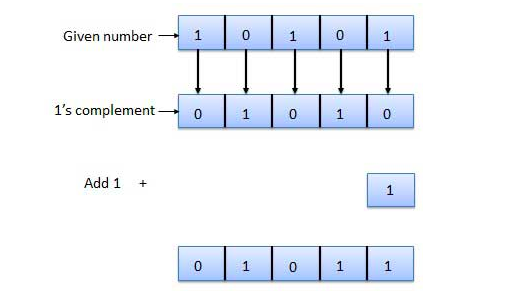 Given number 1 0 1 0 1
1's complement 0 1 0 1 0
Add 1 + 1
0 1 0 1 1